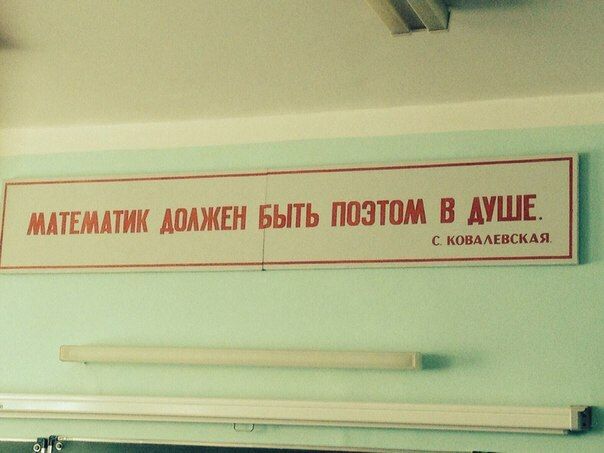 МАТЕМАТИК ДОЛЖЕН БЫТЬ ПОЭТОМ В ДУШЕ.
С. КОВАЛЕВСКАЯ.